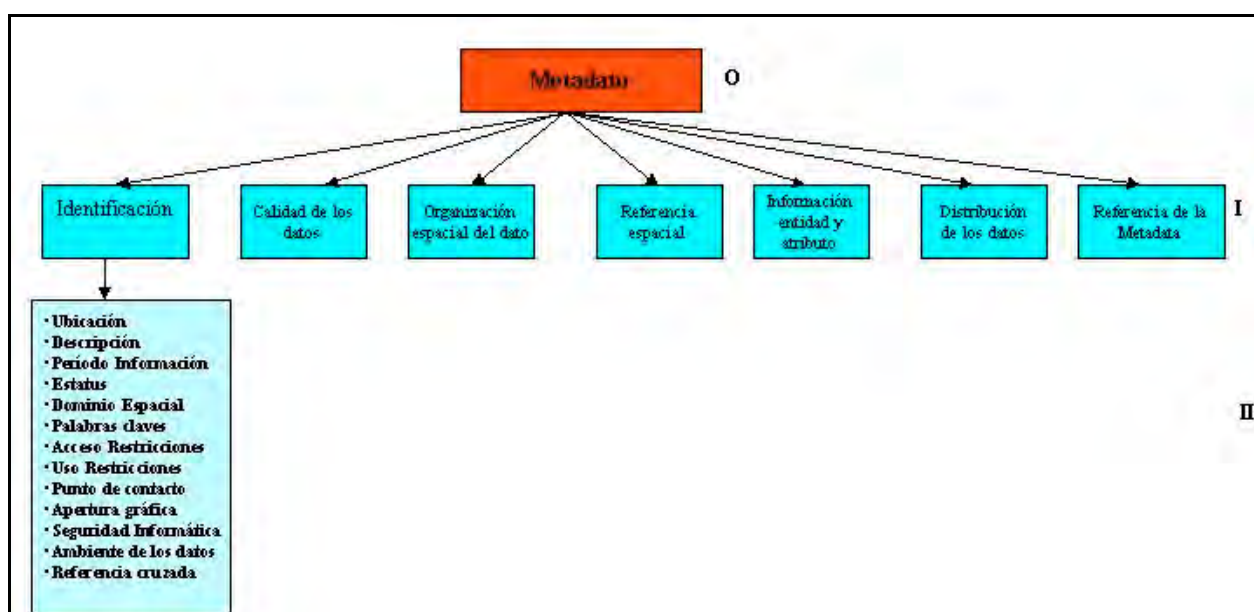 Metadato
O
Identificación
Calidad de los
datos
Organización
espacial del dato
Referencia
espacial
Información
entidad y
atributo
Distribución
de los datos
Referencia de la
Metadata
I
· Ubicación
· Descripción
· Período Información
· Estatus
· Dominio Espacial
· Palabras claves
· Acceso Restricciones
· Uso Restricciones
· Punto de contacto
· Apertura gráfica
· Seguridad Informática
· Ambiente de los datos
· Referencia cruzada
II